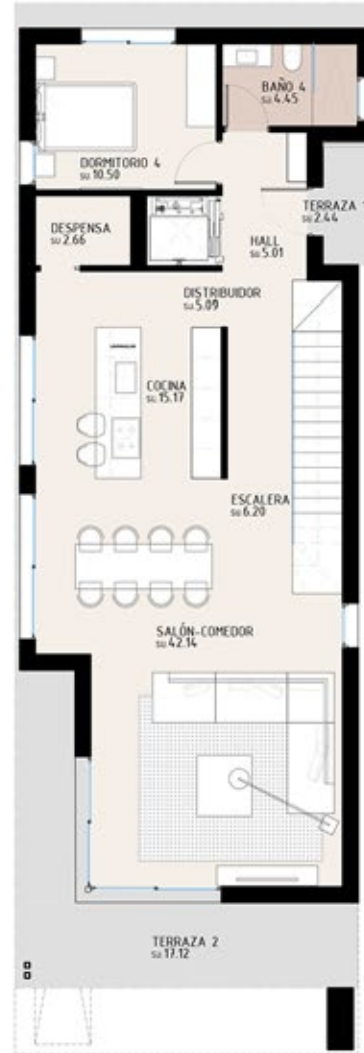 BAÑO 4
su 4.45
DORMITORIO 4
su 10.50
TERRAZA 1
su 2.44
DESPENSA
su 2.66
HALL
su 5.01
DISTRIBUIDOR
su 5.09
COCINA
su 15.17
ESCALERA
su 6.20
SALÓN-COMEDOR
su 42.14
TERRAZA 2
su 17.12